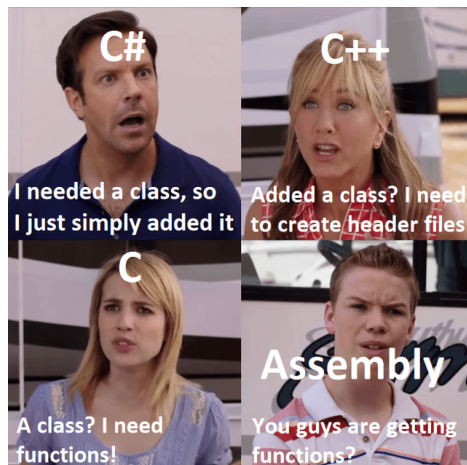 C#
I needed a class, so
I just simply added it
C++
Added a class? I need
to create header files
C
A class? I need
functions!
Assembly
You guys are getting
functions?